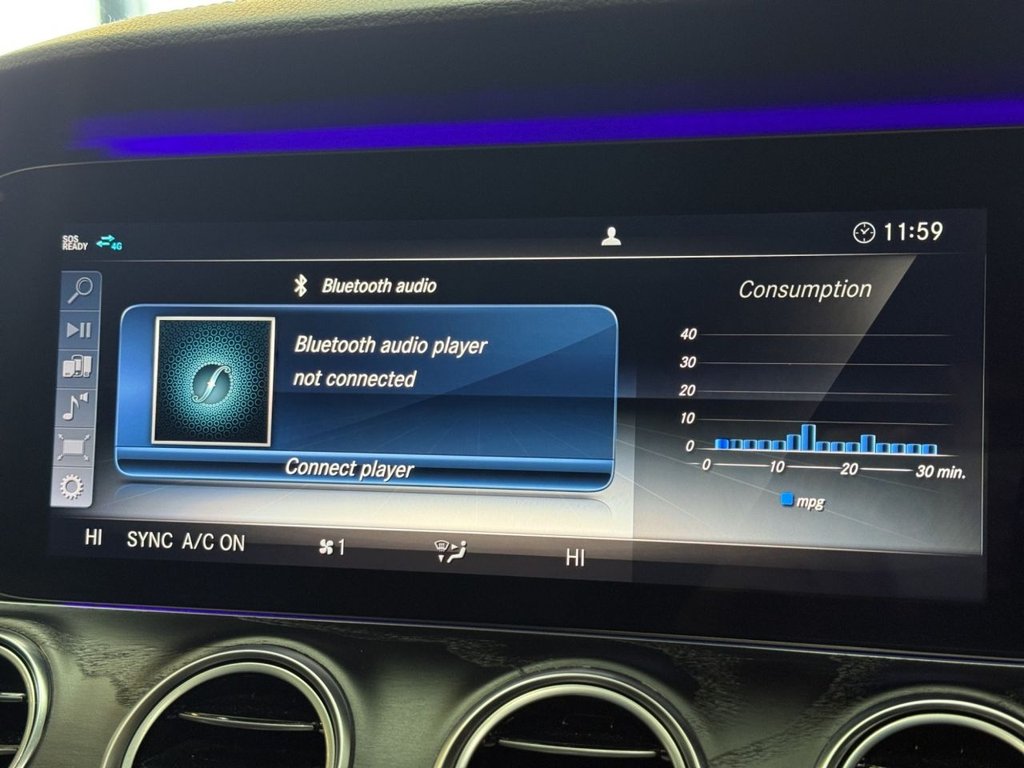 SOS
READY
4G
11:59
Bluetooth audio
Bluetooth audio player
not connected
Connect player
Consumption
40
30
20
10
0
0 10 20 30 min.
mpg
HI SYNC A/C ON 1 HI